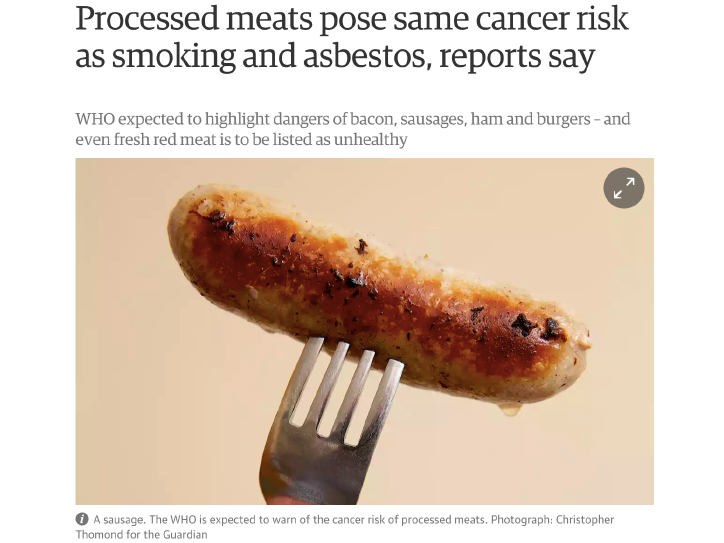 Processed meats pose same cancer risk
as smoking and asbestos, reports say
WHO expected to highlight dangers of bacon, sausages, ham and burgers – and
even fresh red meat is to be listed as unhealthy
A sausage. The WHO is expected to warn of the cancer risk of processed meats. Photograph: Christopher
Thomond for the Guardian